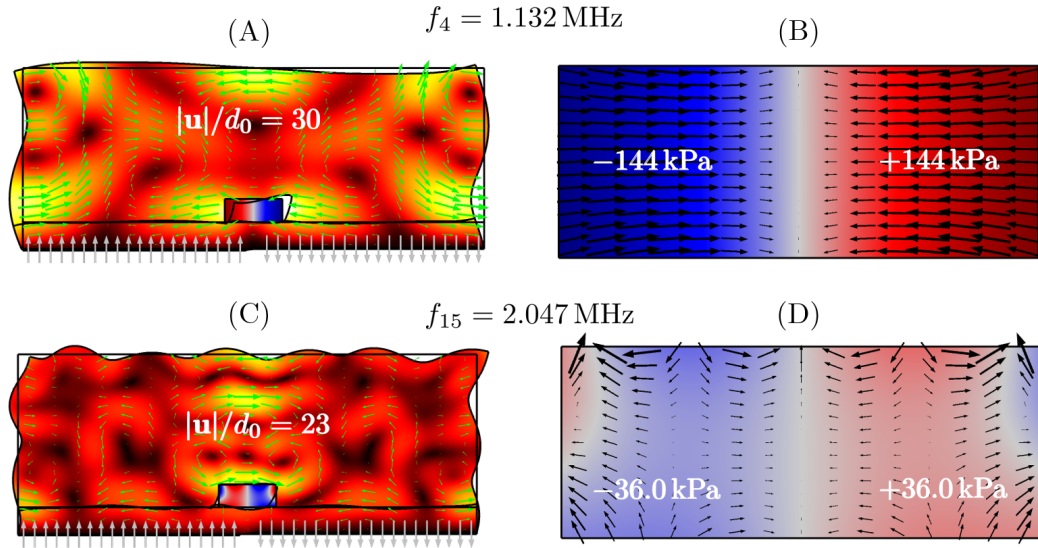 f₄ = 1.132 MHz
(A)
(B)
|u|/d₀ = 30
−144 kPa
+144 kPa
f₁₅ = 2.047 MHz
(C)
(D)
|u|/d₀ = 23
−36.0 kPa
+36.0 kPa